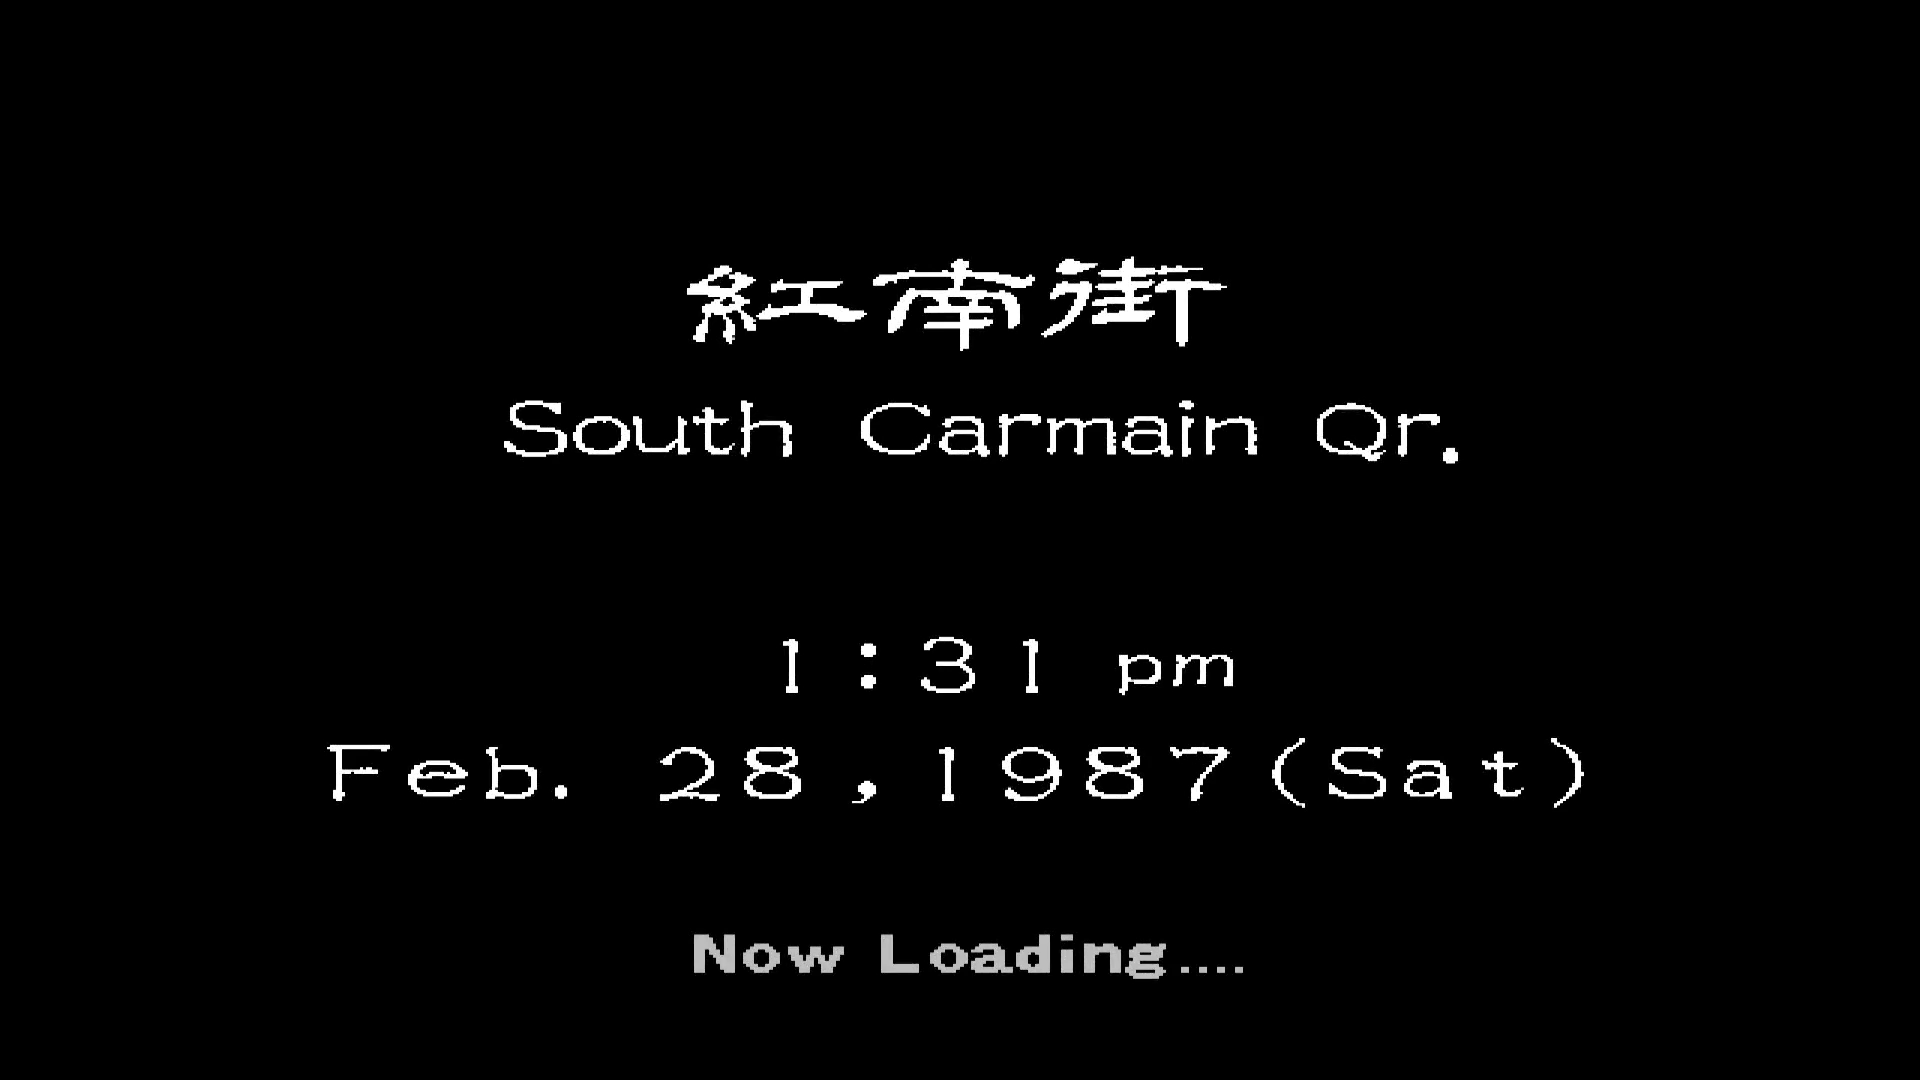 紅南街
South Carmain Qr.
1:31 pm
Feb. 28,1987(Sat)
Now Loading....